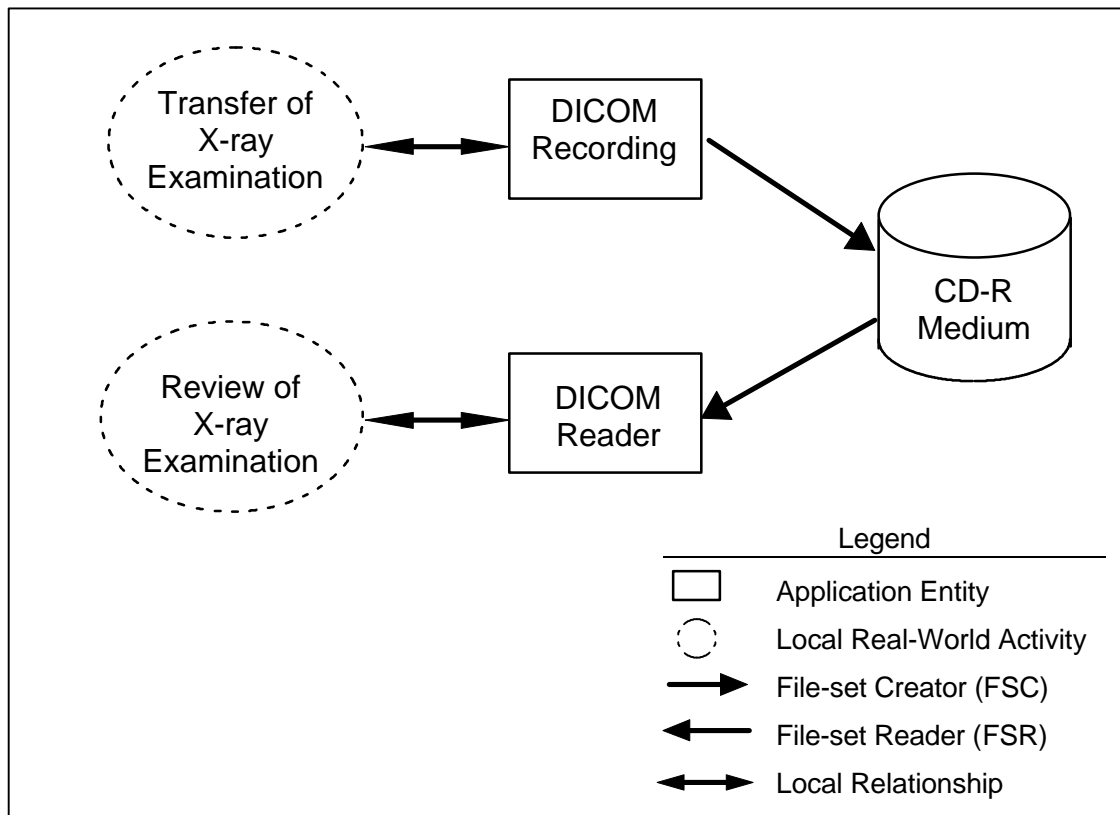 Transfer of
X-ray
Examination
DICOM
Recording
CD-R
Medium
Review of
X-ray
Examination
DICOM
Reader
Legend
Application Entity
Local Real-World Activity
File-set Creator (FSC)
File-set Reader (FSR)
Local Relationship